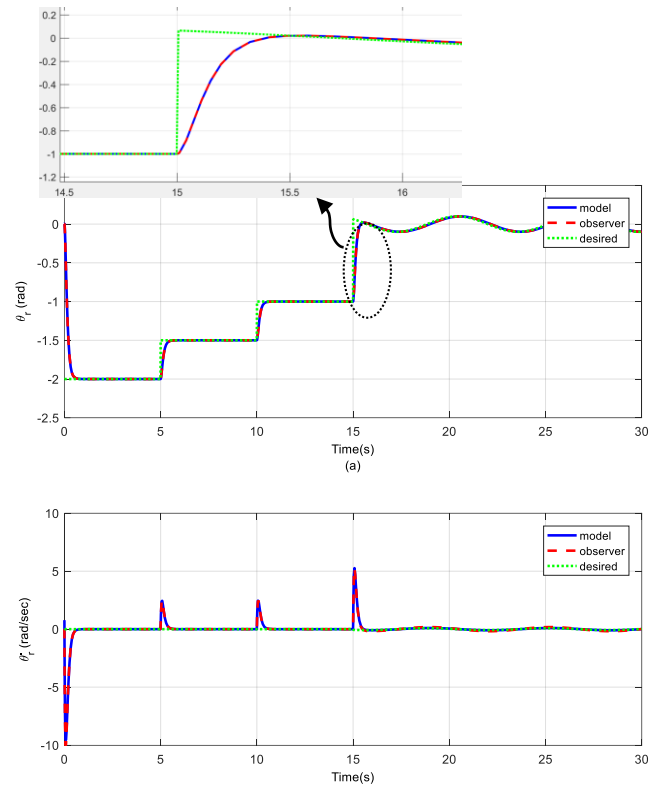 0.2
0
-0.2
-0.4
-0.6
-0.8
-1
-1.2
14.5 15 15.5 16
model
observer
desired
0
-0.5
-1
-1.5
-2
-2.5
θr (rad)
0 5 10 15 20 25 30
Time(s)
(a)
model
observer
desired
10
5
0
-5
-10
θ̇r (rad/sec)
0 5 10 15 20 25 30
Time(s)